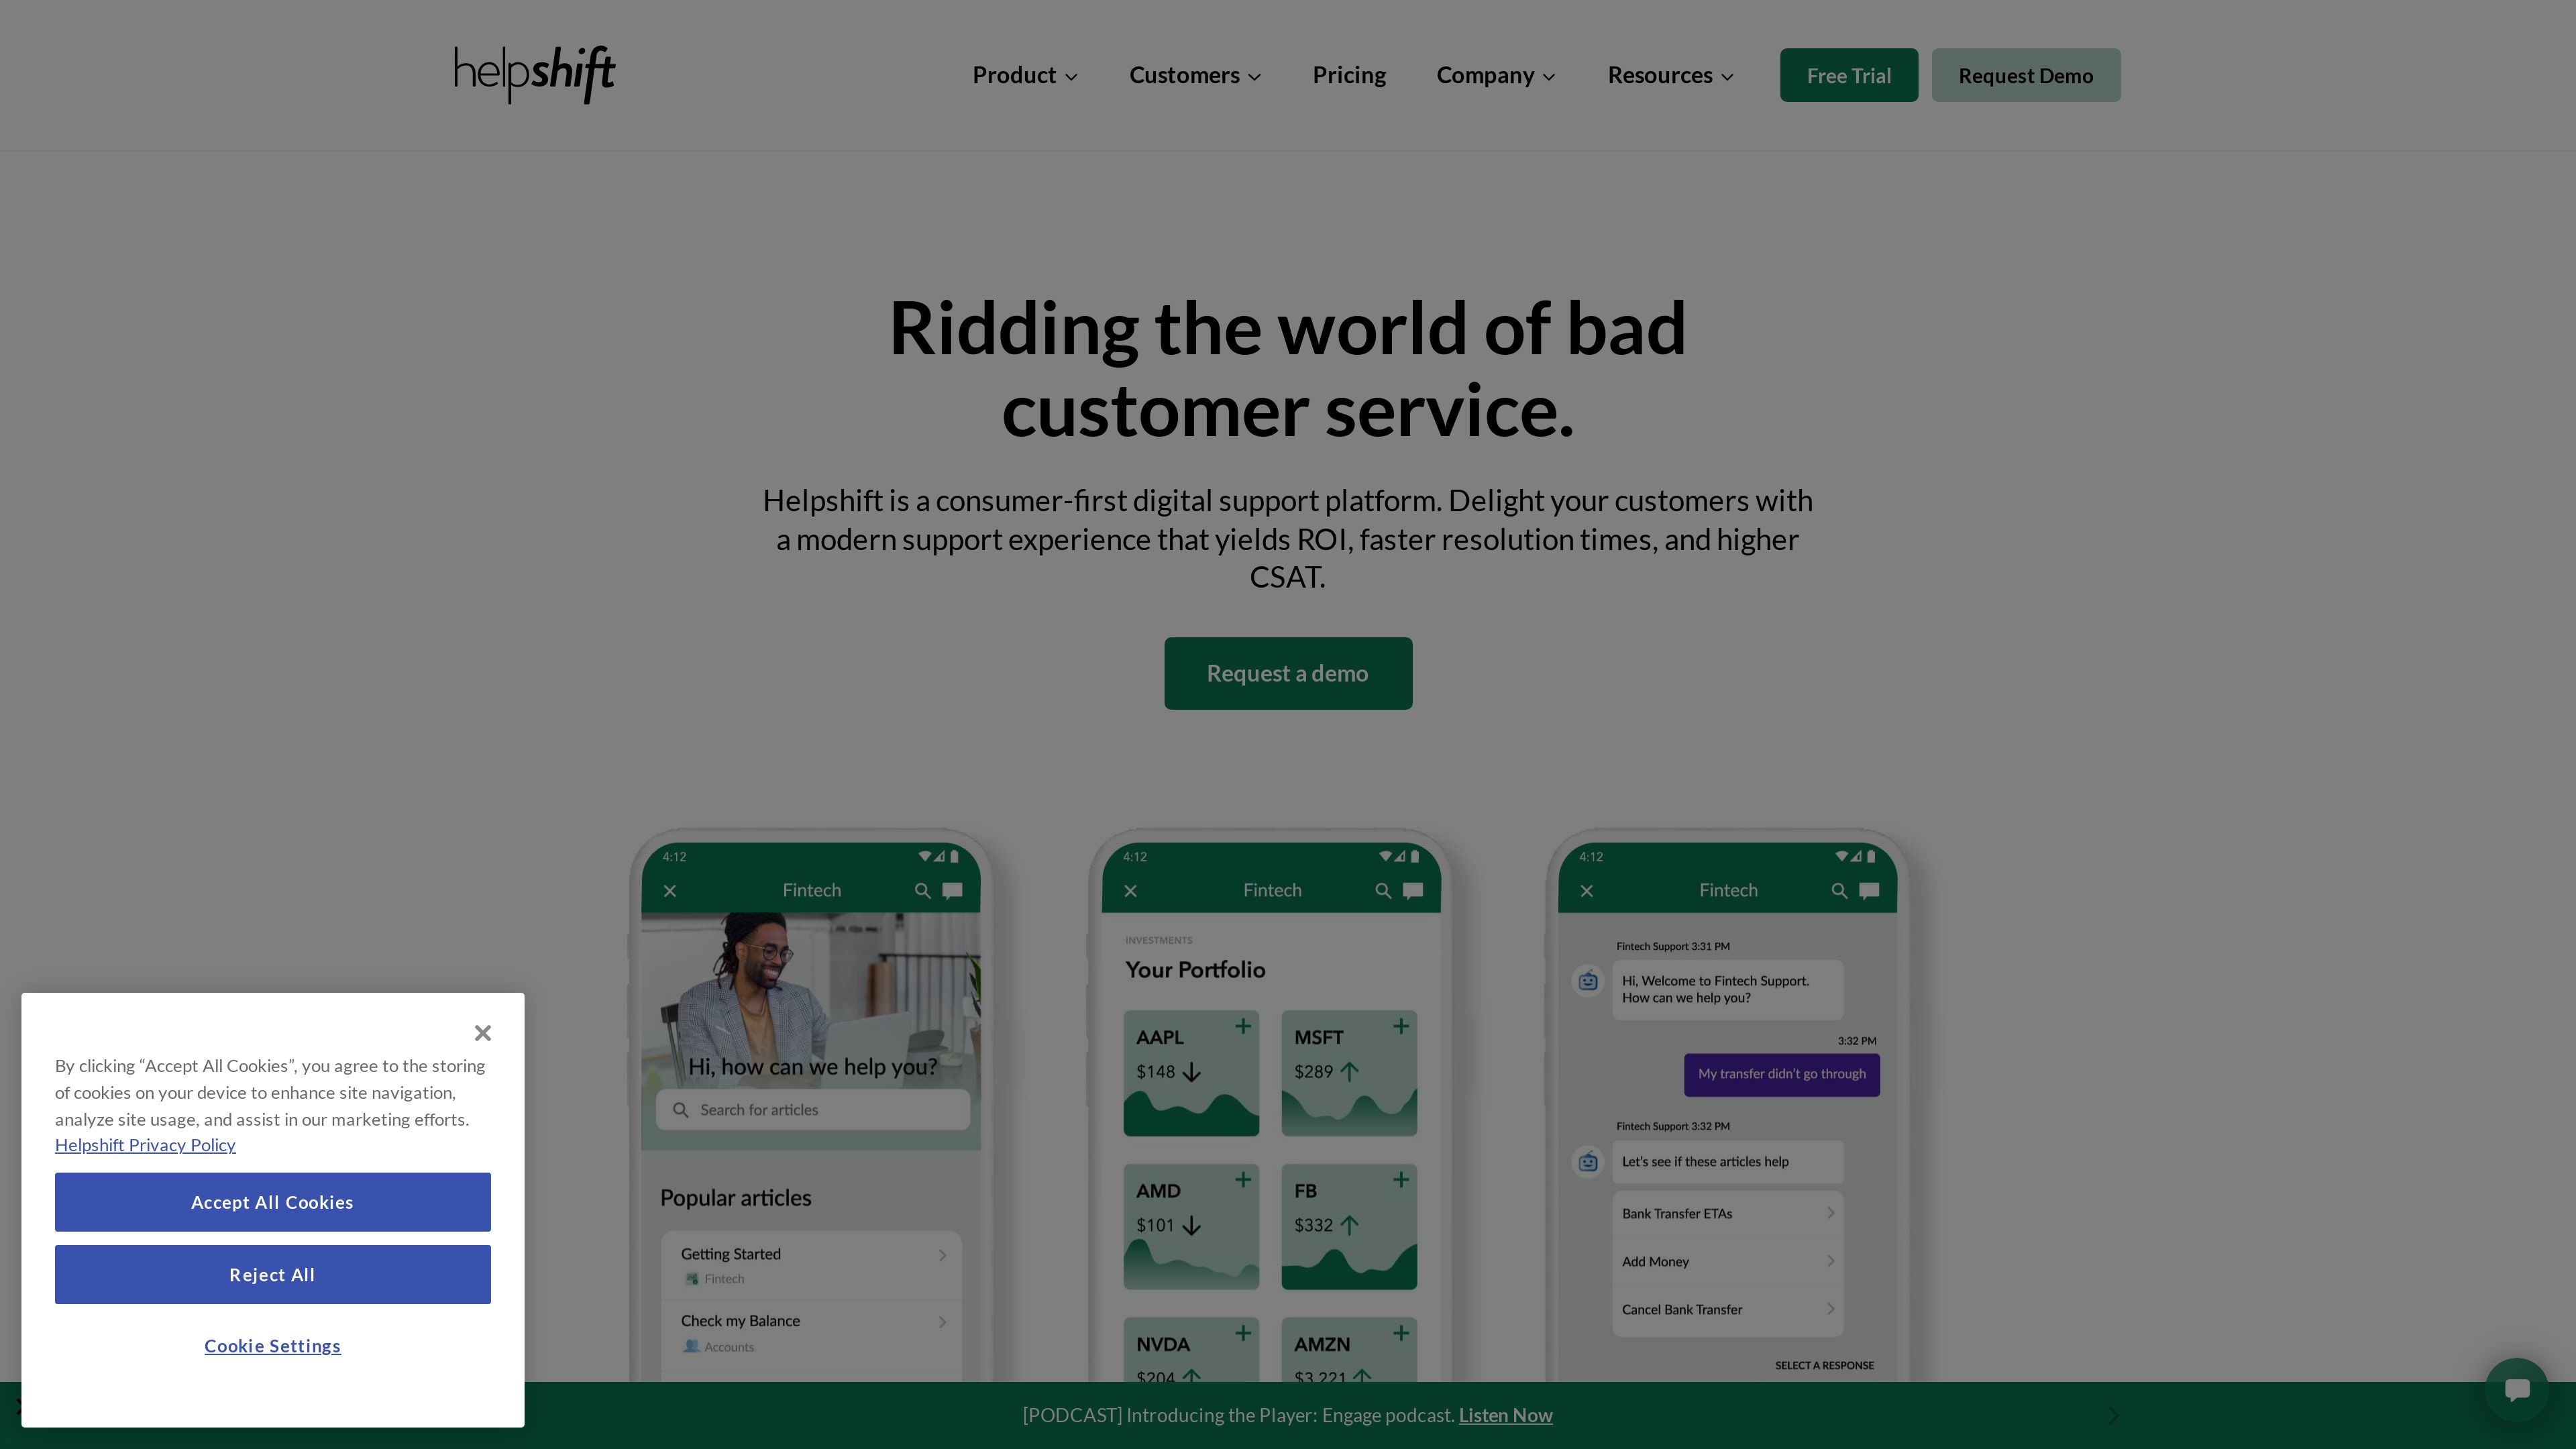 helpshift
Product
Customers
Pricing
Company
Resources
Free Trial
Request Demo
Ridding the world of bad
customer service.
Helpshift is a consumer-first digital support platform. Delight your customers with
a modern support experience that yields ROI, faster resolution times, and higher
CSAT.
Request a demo
4:12
Fintech
Hi, how can we help you?
Search for articles
Popular articles
Getting Started
Fintech
Check my Balance
Accounts
4:12
Fintech
INVESTMENTS
Your Portfolio
AAPL
$148
MSFT
$289
AMD
$101
FB
$332
NVDA
$204
AMZN
$3,221
4:12
Fintech
Fintech Support 3:31 PM
Hi, Welcome to Fintech Support.
How can we help you?
3:32 PM
My transfer didn't go through
Fintech Support 3:32 PM
Let's see if these articles help
Bank Transfer ETAs
Add Money
Cancel Bank Transfer
SELECT A RESPONSE
By clicking “Accept All Cookies”, you agree to the storing
of cookies on your device to enhance site navigation,
analyze site usage, and assist in our marketing efforts.
Helpshift Privacy Policy
Accept All Cookies
Reject All
Cookie Settings
[PODCAST] Introducing the Player: Engage podcast. Listen Now